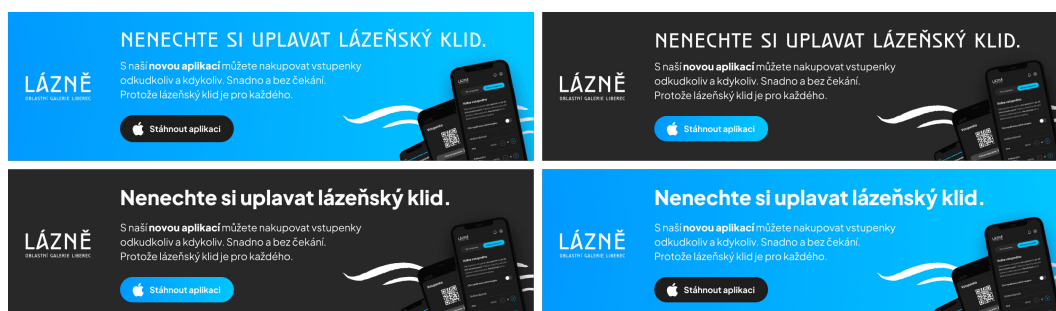 NENECHTE SI UPLAVAT LÁZEŇSKÝ KLID.
S naší novou aplikací můžete nakupovat vstupenky
odkudkoliv a kdykoliv. Snadno a bez čekání.
Protože lázeňský klid je pro každého.
LÁZNĚ
OBLASTNÍ GALERIE LIBEREC
Stáhnout aplikaci
Vstupenka
NENECHTE SI UPLAVAT LÁZEŇSKÝ KLID.
S naší novou aplikací můžete nakupovat vstupenky
odkudkoliv a kdykoliv. Snadno a bez čekání.
Protože lázeňský klid je pro každého.
LÁZNĚ
OBLASTNÍ GALERIE LIBEREC
Stáhnout aplikaci
Vstupenka
Nenechte si uplavat lázeňský klid.
S naší novou aplikací můžete nakupovat vstupenky
odkudkoliv a kdykoliv. Snadno a bez čekání.
Protože lázeňský klid je pro každého.
LÁZNĚ
OBLASTNÍ GALERIE LIBEREC
Stáhnout aplikaci
Nenechte si uplavat lázeňský klid.
S naší novou aplikací můžete nakupovat vstupenky
odkudkoliv a kdykoliv. Snadno a bez čekání.
Protože lázeňský klid je pro každého.
LÁZNĚ
OBLASTNÍ GALERIE LIBEREC
Stáhnout aplikaci